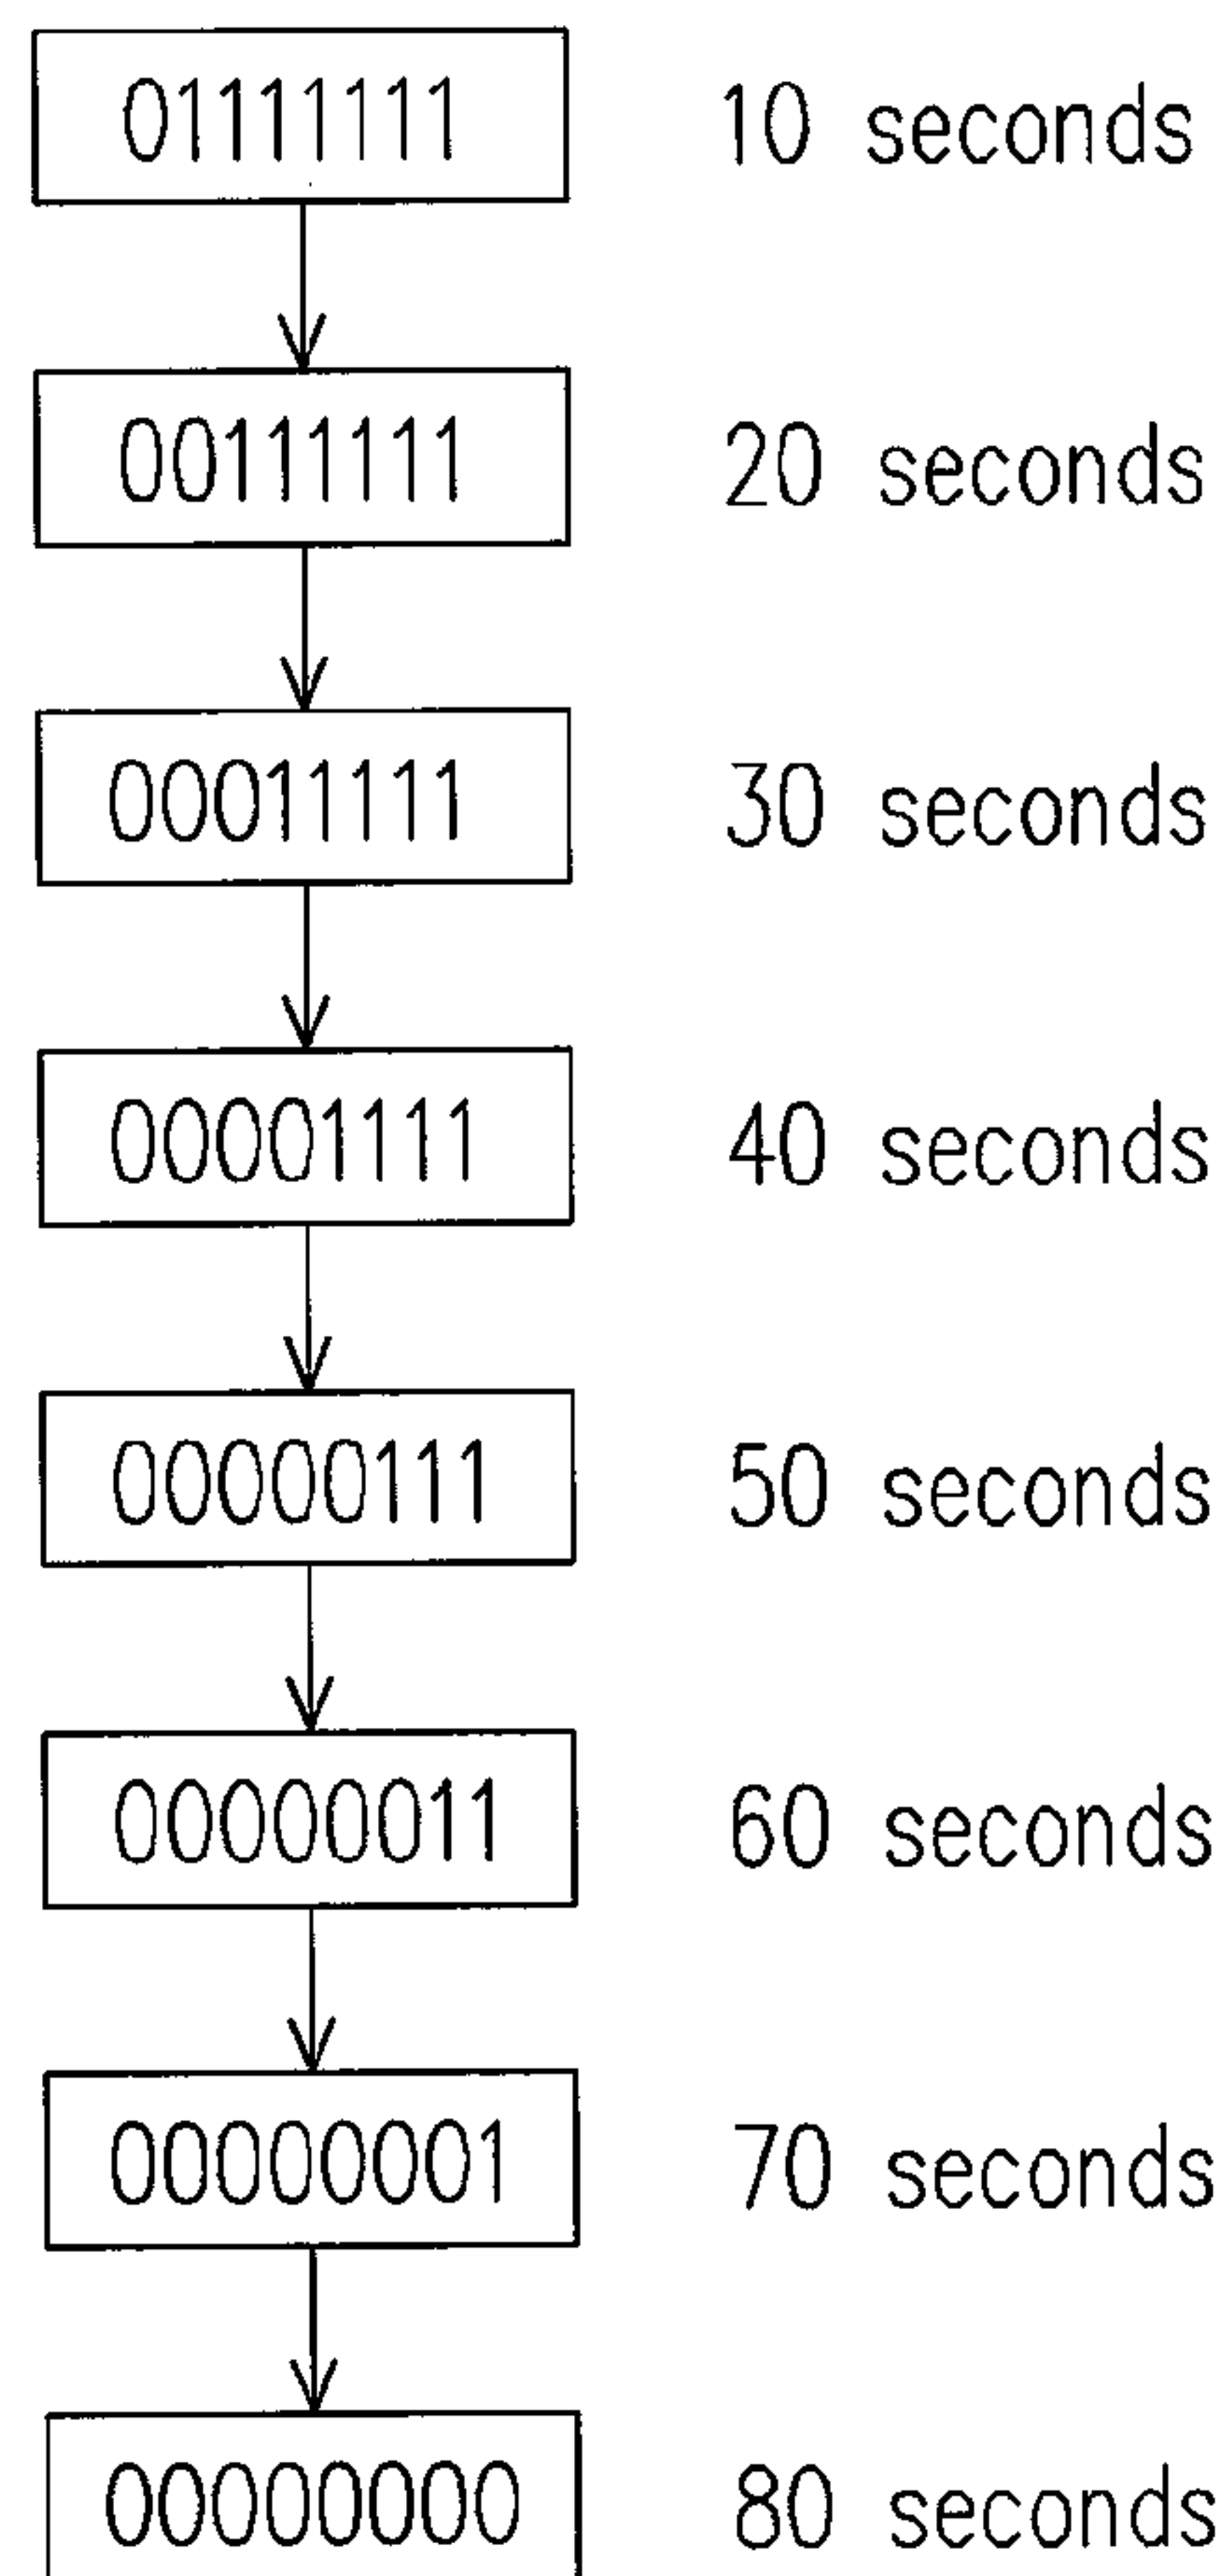 01111111 10 seconds
00111111 20 seconds
00011111 30 seconds
00001111 40 seconds
00000111 50 seconds
00000011 60 seconds
00000001 70 seconds
00000000 80 seconds